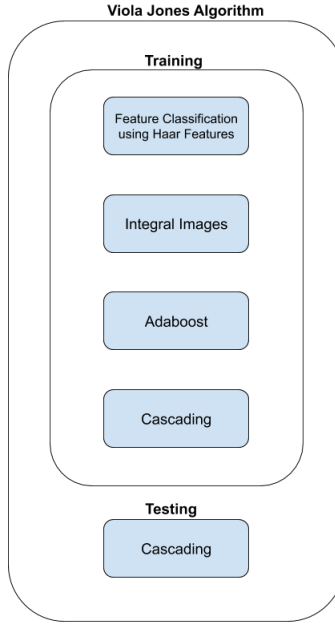 Viola Jones Algorithm
Training
Feature Classification
using Haar Features
Integral Images
Adaboost
Cascading
Testing
Cascading